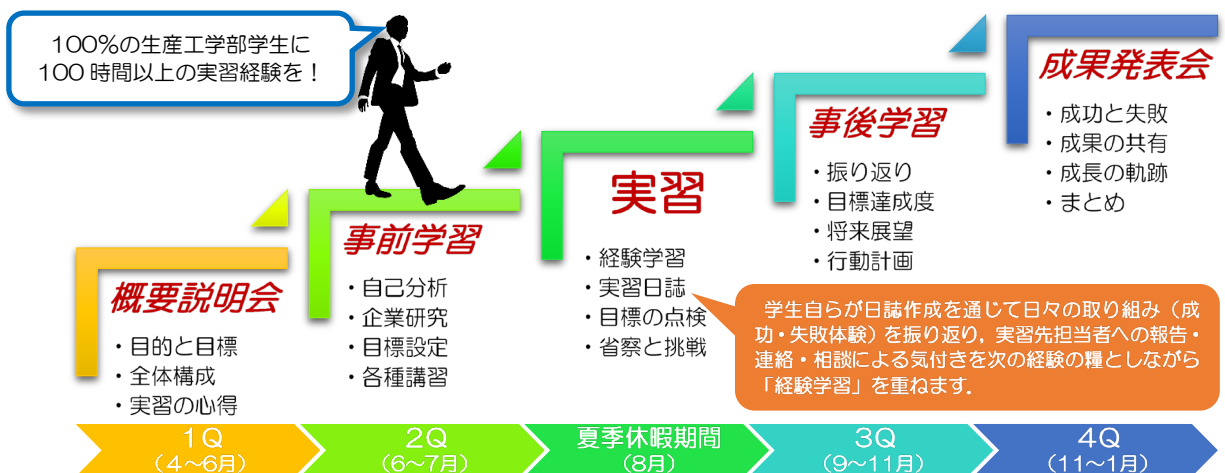 100%の生産工学部学生に
100時間以上の実習経験を！
概要説明会
・目的と目標
・全体構成
・実習の心得
事前学習
・自己分析
・企業研究
・目標設定
・各種講習
実習
・経験学習
・実習日誌
・目標の点検
・省察と挑戦
学生自らが日誌作成を通じて日々の取り組み（成
功・失敗体験）を振り返り，実習先担当者への報告・
連絡・相談による気付きを次の経験の糧としながら
「経験学習」を重ねます．
事後学習
・振り返り
・目標達成度
・将来展望
・行動計画
成果発表会
・成功と失敗
・成果の共有
・成長の軌跡
・まとめ
1Q
（4～6月）
2Q
（6～7月）
夏季休暇期間
（8月）
3Q
（9～11月）
4Q
（11～1月）